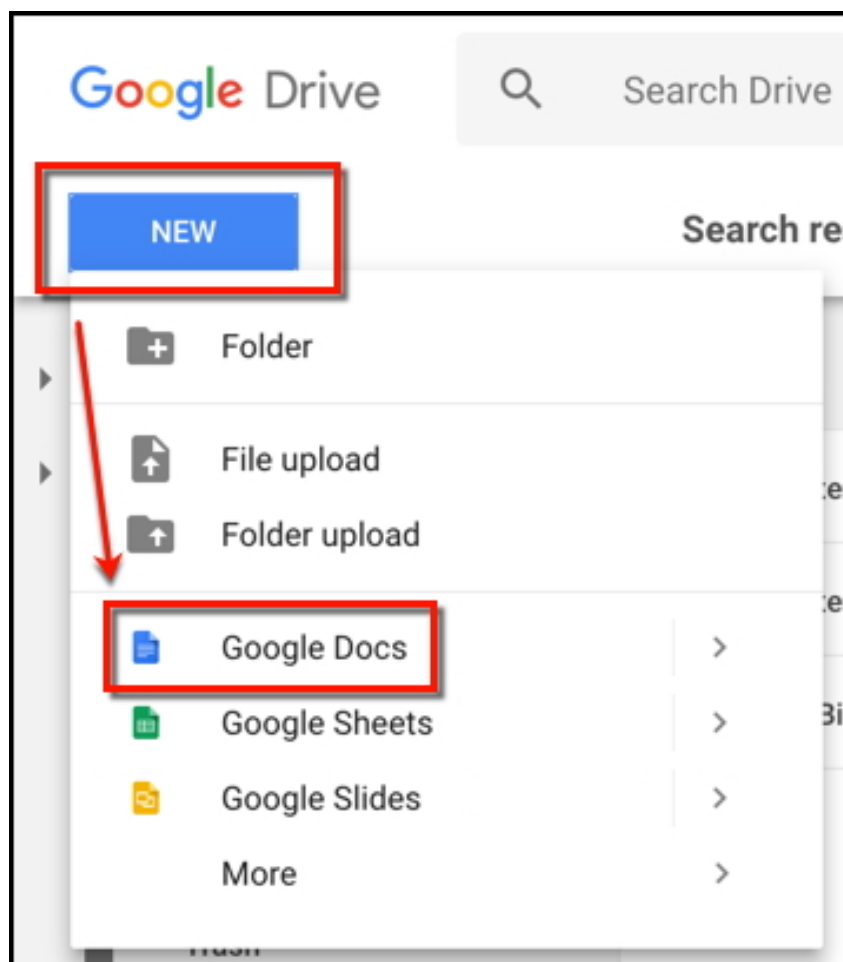 Google Drive
Search Drive
NEW
Search re
Folder
File upload
Folder upload
Google Docs
Google Sheets
Google Slides
More